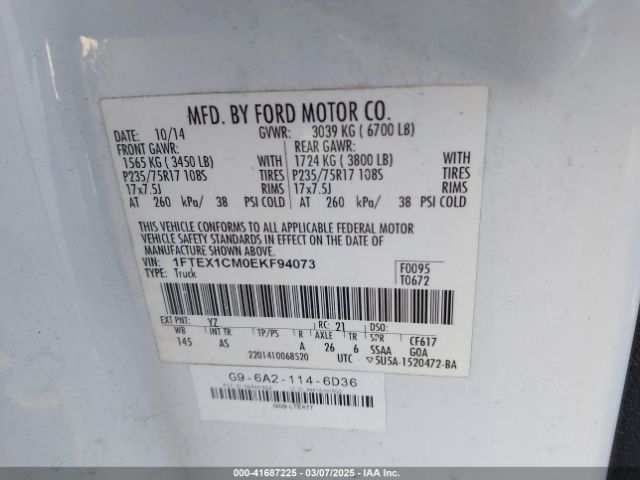 MFD. BY FORD MOTOR CO.
DATE: 10/14 GVWR: 3039 KG ( 6700 LB)
FRONT GAWR: REAR GAWR:
1565 KG ( 3450 LB) WITH 1724 KG ( 3800 LB) WITH
P235/75R17 108S TIRES P235/75R17 108S TIRES
17x7.5J RIMS 17x7.5J RIMS
AT 260 kPa/ 38 PSI COLD AT 260 kPa/ 38 PSI COLD
THIS VEHICLE CONFORMS TO ALL APPLICABLE FEDERAL MOTOR
VEHICLE SAFETY STANDARDS IN EFFECT ON THE DATE OF
MANUFACTURE SHOWN ABOVE.
VIN: 1FTEX1CM0EKF94073 F0095
TYPE: Truck T0672
EXT PNT: YZ RC: 21 DSO:
WB INT TR TP/PS R AXLE TR SPR CF617
145 AS A 26 6 SSAA GOA
2201410068520 UTC ▽5U5A-1520472-BA
G9-6A2-114-6D36
G09-LTEATT
© - 41687225 - 03/07/2025 - IAA Inc.